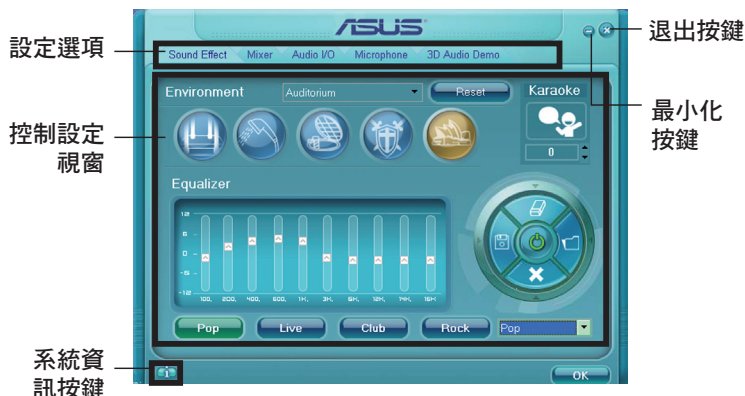 ASUS
設定選項
退出按鍵
Sound Effect Mixer Audio I/O Microphone 3D Audio Demo
Environment Auditorium Reset Karaoke
最小化
按鍵
控制設定
視窗
0
Equalizer
12
6
0
-6
-12
100, 200, 400, 600, 1K, 3K, 6K, 12K, 14K, 16K
Pop Live Club Rock Pop
系統資
訊按鍵
i
OK